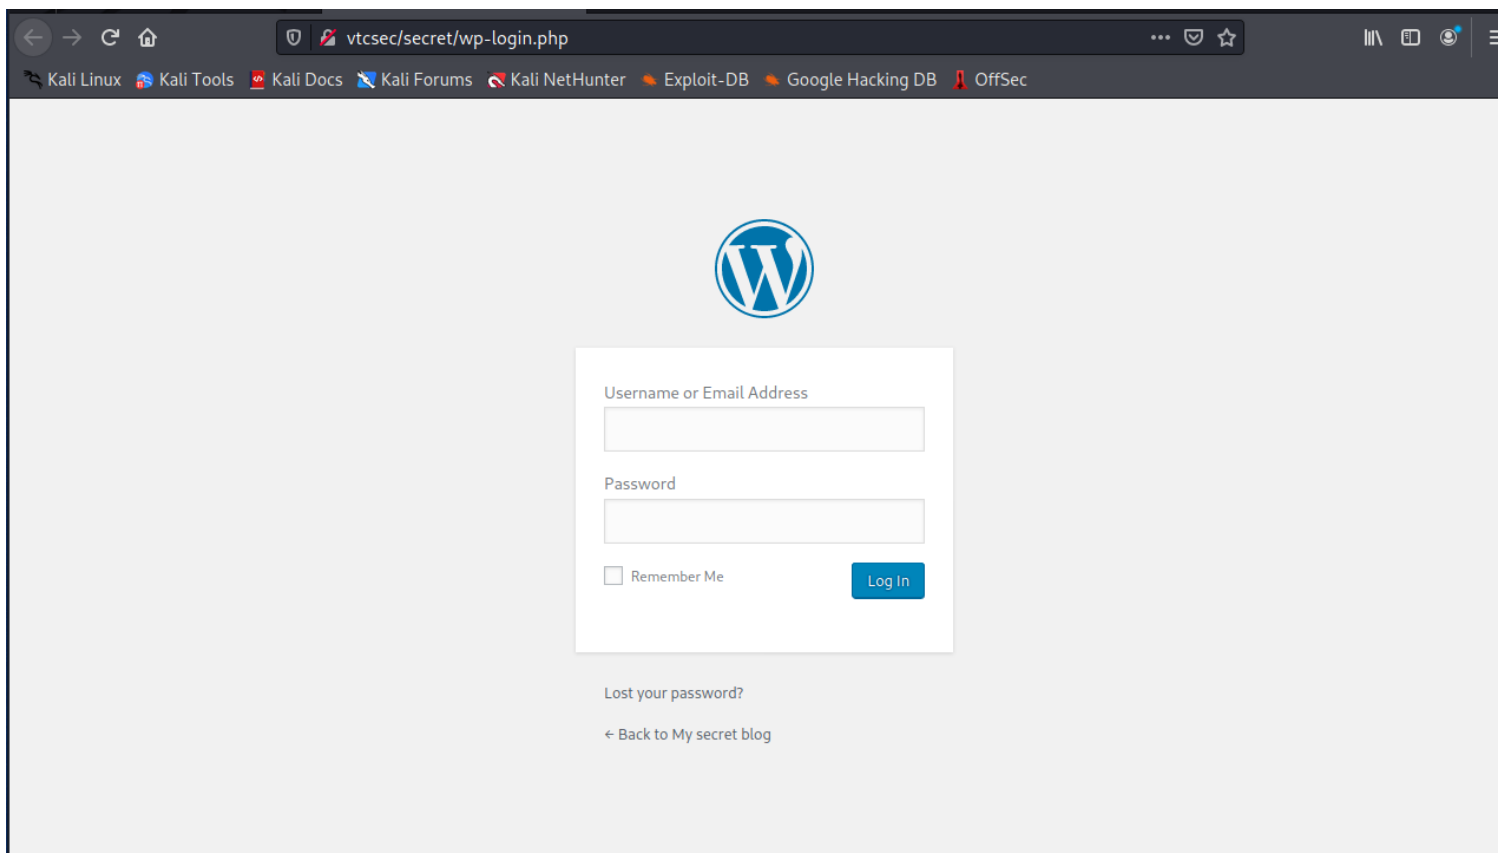 vtcsec/secret/wp-login.php
Kali Linux Kali Tools Kali Docs Kali Forums Kali NetHunter Exploit-DB Google Hacking DB OffSec
Username or Email Address
Password
Remember Me Log In
Lost your password?
← Back to My secret blog